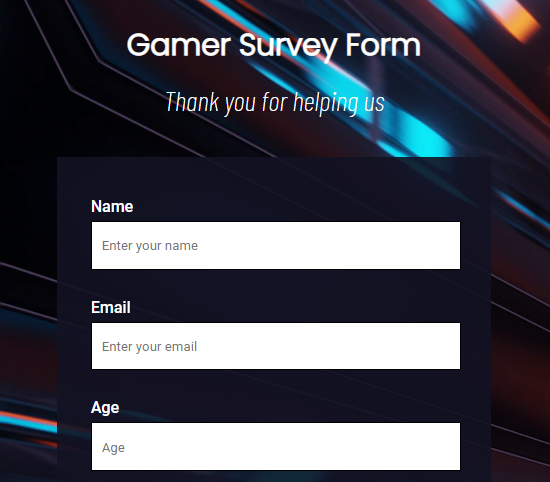 Gamer Survey Form
Thank you for helping us
Name
Enter your name
Email
Enter your email
Age
Age